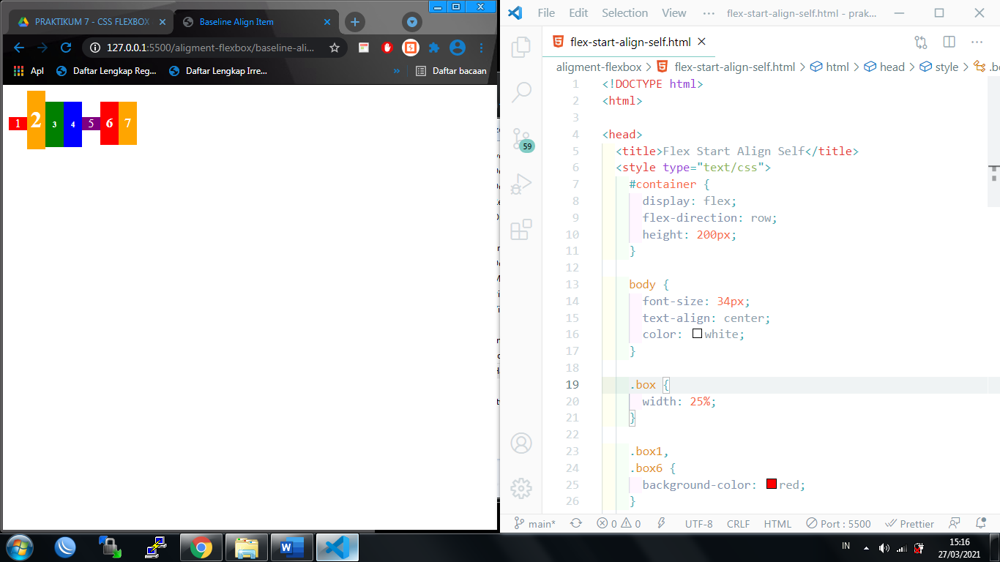 PRAKTIKUM 7 - CSS FLEXBOX
Baseline Align Item
127.0.0.1:5500/aligment-flexbox/baseline-ali...
Apl
Daftar Lengkap Reg...
Daftar Lengkap Irre...
»
Daftar bacaan
1 2 3 4 5 6 7
File Edit Selection View ··· flex-start-align-self.html - prak...
flex-start-align-self.html
aligment-flexbox > flex-start-align-self.html > html > head > style > .bo
1 <!DOCTYPE html>
2 <html>
3
4 <head>
5 <title>Flex Start Align Self</title>
6 <style type="text/css">
7 #container {
8 display: flex;
9 flex-direction: row;
10 height: 200px;
11 }
12
13 body {
14 font-size: 34px;
15 text-align: center;
16 color: white;
17 }
18
19 .box {
20 width: 25%;
21 }
22
23 .box1,
24 .box6 {
25 background-color: red;
26 }
59
main* 0 0 UTF-8 CRLF HTML Port : 5500 Prettier
IN
15:16
27/03/2021